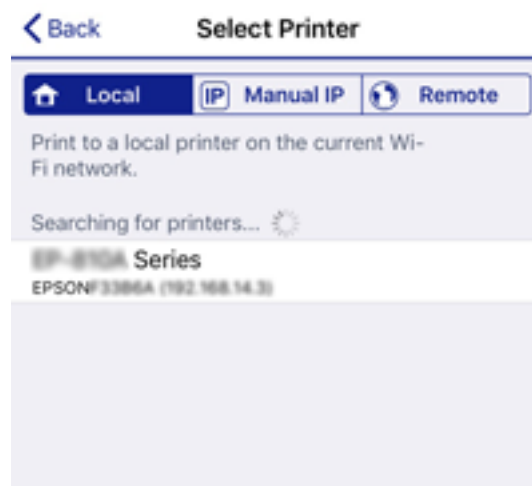 Back
Select Printer
Local
IP Manual IP
Remote
Print to a local printer on the current Wi-
Fi network.
Searching for printers...
Series
EPSON